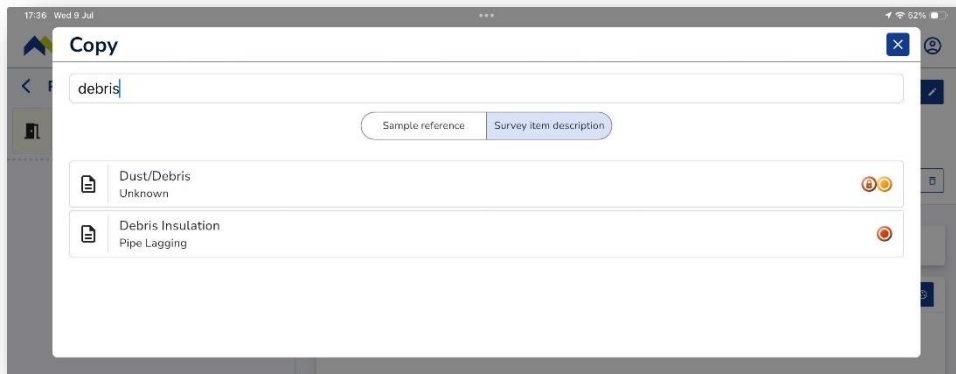 17:36 Wed 9 Jul
52%
Copy
debris
Sample reference
Survey item description
Dust/Debris
Unknown
Debris Insulation
Pipe Lagging